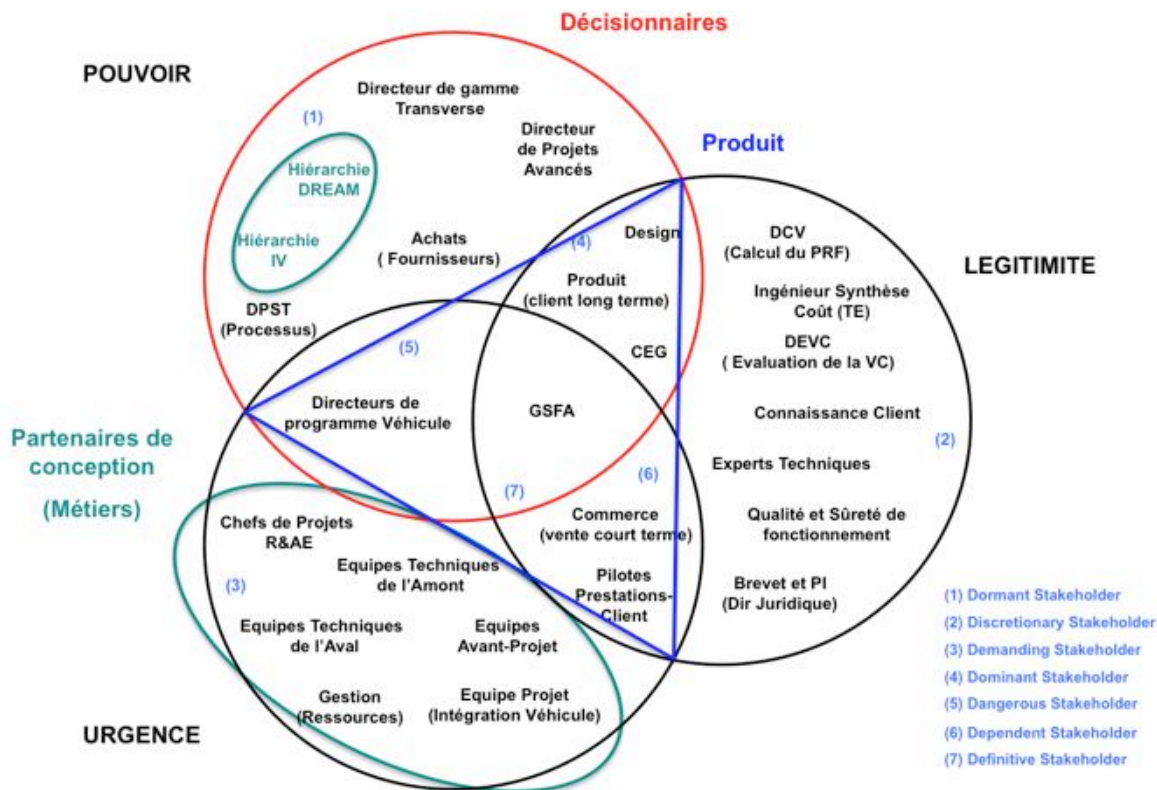 Décisionnaires
POUVOIR
Directeur de gamme
Transverse
(1)
Directeur
de Projets
Avancés
Produit
Hiérarchie
DREAM
Hiérarchie
IV
Achats
( Fournisseurs)
(4)
Design
DCV
(Calcul du PRF)
LEGITIMITE
Produit
(client long terme)
Ingénieur Synthèse
Coût (TE)
DPST
(Processus)
(5)
CEG
DEVC
( Evaluation de la VC)
Directeurs de
programme Véhicule
GSFA
Connaissance Client
(2)
Partenaires de
conception
(Métiers)
Experts Techniques
(6)
(7)
Chefs de Projets
R&AE
Commerce
(vente court terme)
Qualité et Sûreté de
fonctionnement
Equipes Techniques
de l'Amont
(3)
Pilotes
Prestations-
Client
Brevet et PI
(Dir Juridique)
Equipes Techniques
de l'Aval
Equipes
Avant-Projet
Gestion
(Ressources)
Equipe Projet
(Intégration Véhicule)
URGENCE
(1) Dormant Stakeholder
(2) Discretionary Stakeholder
(3) Demanding Stakeholder
(4) Dominant Stakeholder
(5) Dangerous Stakeholder
(6) Dependent Stakeholder
(7) Definitive Stakeholder